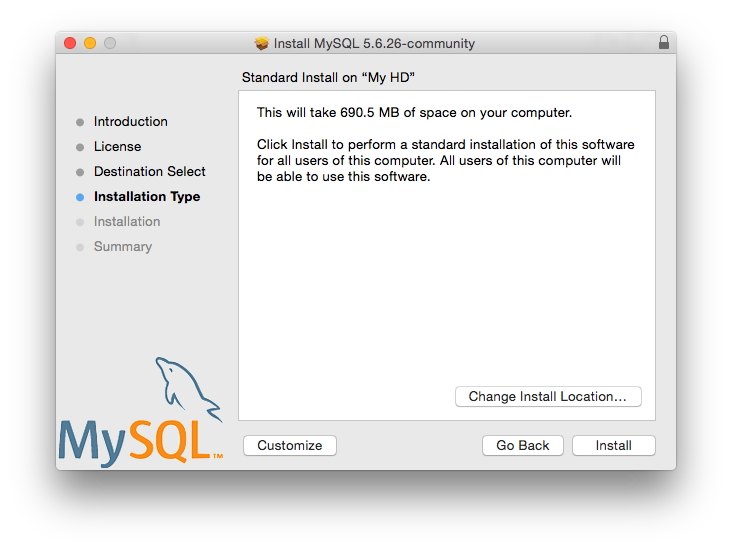 Install MySQL 5.6.26-community
Standard Install on “My HD”
Introduction
License
Destination Select
Installation Type
Installation
Summary
This will take 690.5 MB of space on your computer.
Click Install to perform a standard installation of this software
for all users of this computer. All users of this computer will
be able to use this software.
Change Install Location...
MySQL™
Customize
Go Back
Install